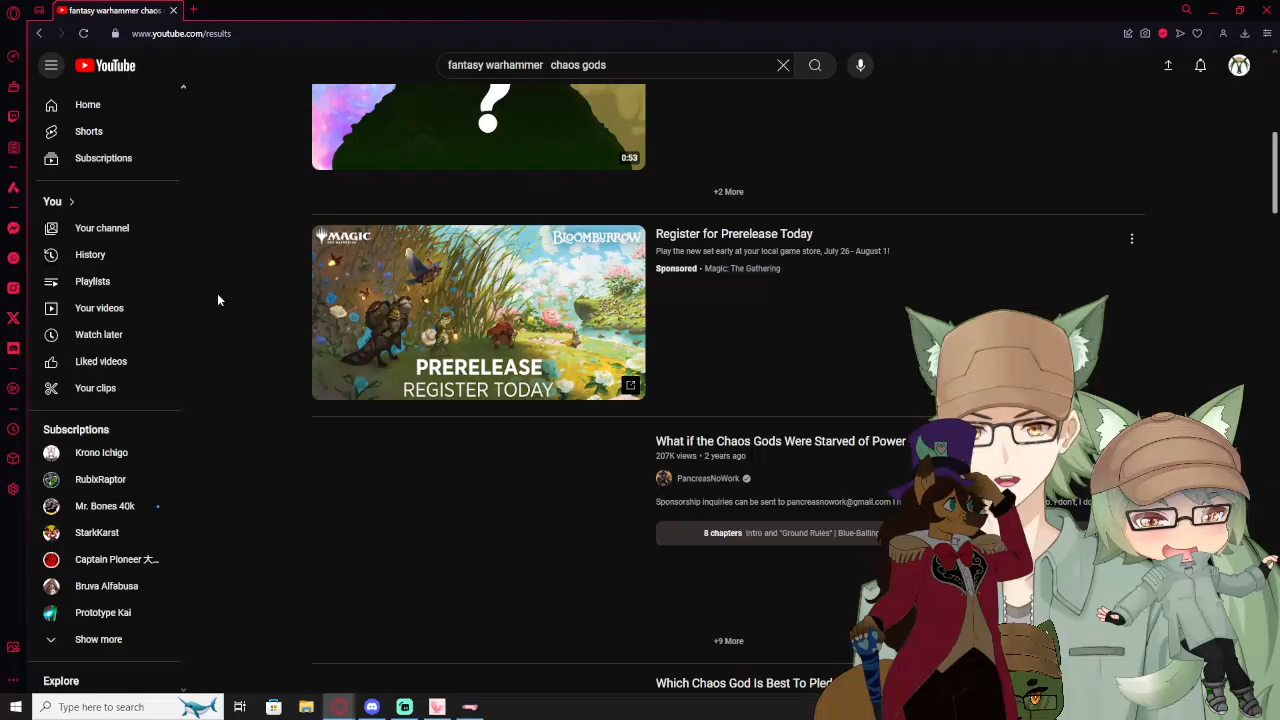 fantasy warhammer chaos
www.youtube.com/results
YouTube
fantasy warhammer chaos gods
Home
Shorts
Subscriptions
You
Your channel
History
Playlists
Your videos
Watch later
Liked videos
Your clips
Subscriptions
Krono Ichigo
RubixRaptor
Mr. Bones 40k
StarkKarst
Captain Pioneer 大...
Bruva Alfabusa
Prototype Kai
Show more
Explore
?
0:53
+2 More
MAGIC
THE GATHERING
BLOOMBURROW
PRERELEASE
REGISTER TODAY
Register for Prerelease Today
Play the new set early at your local game store, July 26 - August 1!
Sponsored · Magic: The Gathering
What if the Chaos Gods Were Starved of Power
207K views · 2 years ago
PancreasNoWork
Sponsorship inquiries can be sent to pancreasnowork@gmail.com I
8 chapters Intro and "Ground Rules" | Blue-Balling
+9 More
Which Chaos God Is Best To
Type here to search